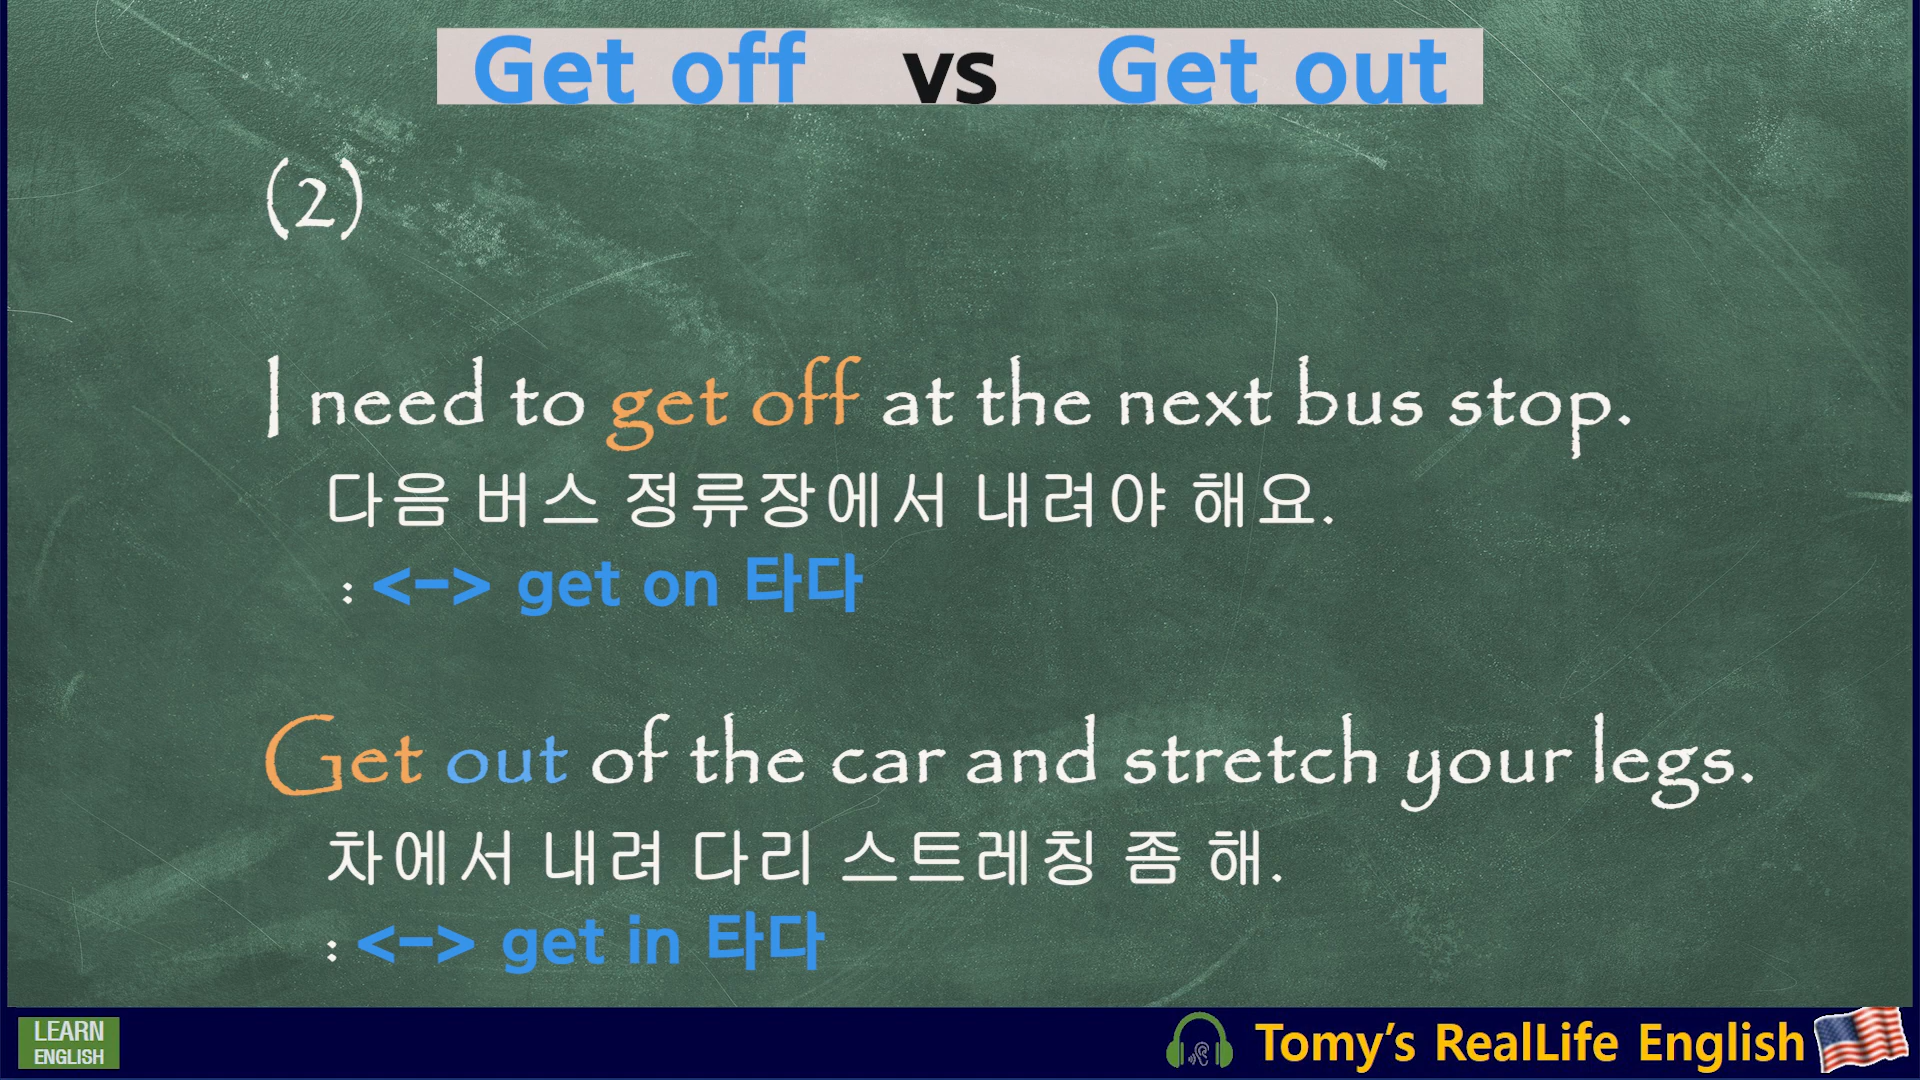 Get off vs Get out
(2)
I need to get off at the next bus stop.
다음 버스 정류장에서 내려야 해요.
: <-> get on 타다
Get out of the car and stretch your legs.
차에서 내려 다리 스트레칭 좀 해.
: <-> get in 타다
LEARN
ENGLISH
Tomy's RealLife English